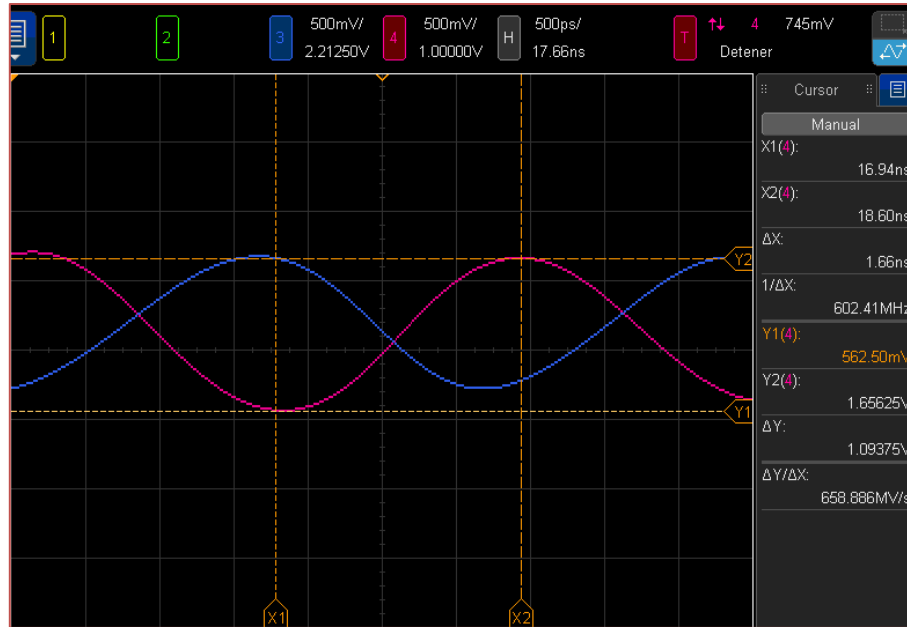 1 2 3 500mV/ 4 500mV/ H 500ps/ T 4 745mV
2.21250V 1.00000V 17.66ns Detener
Cursor
Manual
X1(4):
16.94ns
X2(4):
18.60ns
ΔX:
1.66ns
1/ΔX:
602.41MHz
Y1(4):
562.50mV
Y2(4):
1.65625V
ΔY:
1.09375V
ΔY/ΔX:
658.886MV/s
Y2
Y1
X1 X2